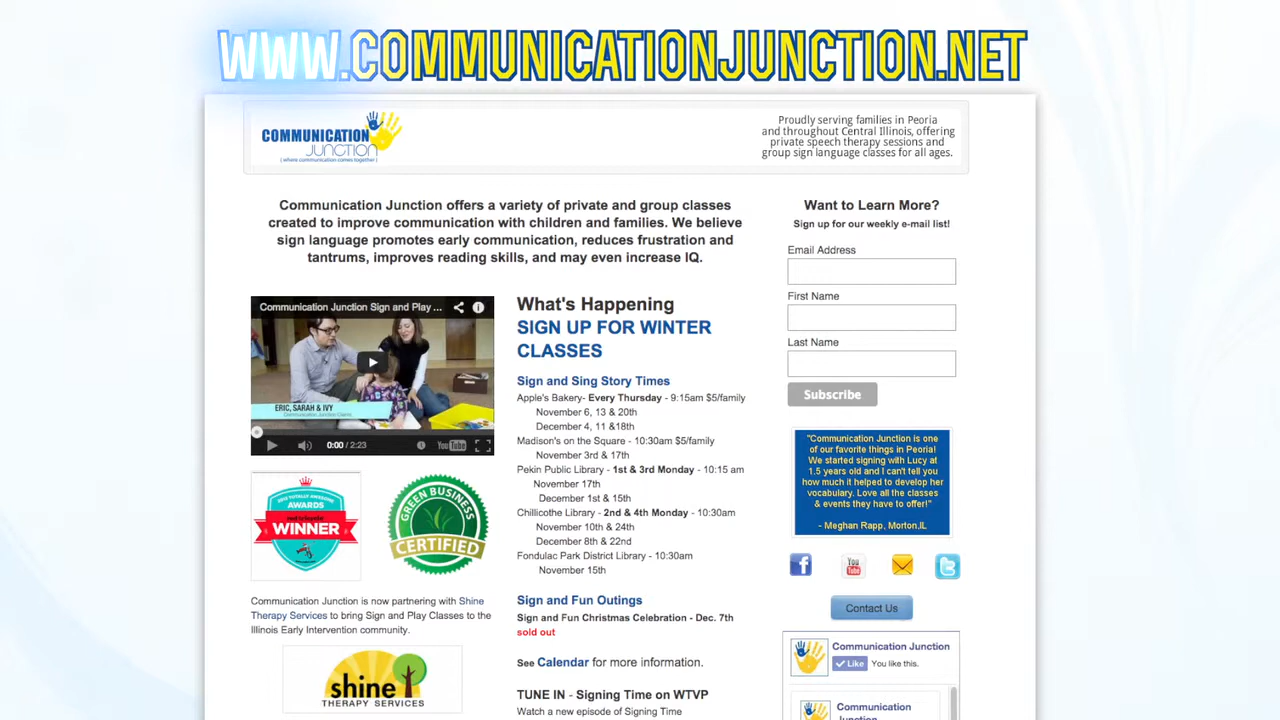 WWW.COMMUNICATIONJUNCTION.NET
COMMUNICATION
JUNCTION
( where communication comes together )
Proudly serving families in Peoria
and throughout Central Illinois, offering
private speech therapy sessions and
group sign language classes for all ages.
Communication Junction offers a variety of private and group classes
created to improve communication with children and families. We believe
sign language promotes early communication, reduces frustration and
tantrums, improves reading skills, and may even increase IQ.
Communication Junction Sign and Play ...
ERIC, SARAH & IVY
0:00 / 2:23
YouTube
AWARDS
WINNER
GREEN BUSINESS
CERTIFIED
Communication Junction is now partnering with Shine
Therapy Services to bring Sign and Play Classes to the
Illinois Early Intervention community.
shine
THERAPY SERVICES
What's Happening
SIGN UP FOR WINTER
CLASSES
Sign and Sing Story Times
Apple's Bakery- Every Thursday - 9:15am $5/family
November 6, 13 & 20th
December 4, 11 &18th
Madison's on the Square - 10:30am $5/family
November 3rd & 17th
Pekin Public Library - 1st & 3rd Monday - 10:15 am
November 17th
December 1st & 15th
Chillicothe Library - 2nd & 4th Monday - 10:30am
November 10th & 24th
December 8th & 22nd
Fondulac Park District Library - 10:30am
November 15th
Sign and Fun Outings
Sign and Fun Christmas Celebration - Dec. 7th
sold out
See Calendar for more information.
TUNE IN - Signing Time on WTVP
Watch a new episode of Signing Time
Want to Learn More?
Sign up for our weekly e-mail list!
Email Address
First Name
Last Name
Subscribe
"Communication Junction is one
of our favorite things in Peoria!
We started signing with Lucy at
1.5 years old and I can't tell you
how much it helped to develop her
vocabulary. Love all the classes
& events they have to offer!"
- Meghan Rapp, Morton,IL
You
Tube
Contact Us
Communication Junction
Like You like this.
Communication
Junction